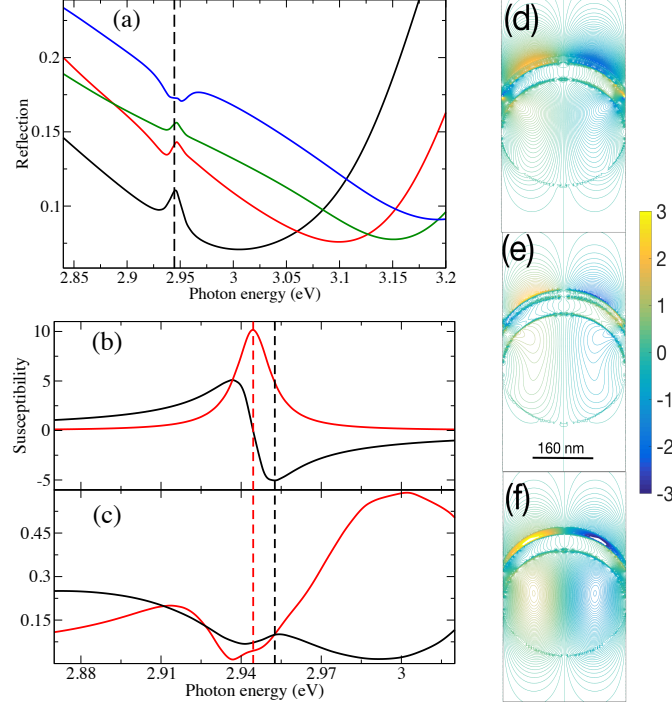 (a)
0.2
0.15
0.1
Reflection
2.85 2.9 2.95 3 3.05 3.1 3.15 3.2
Photon energy (eV)
(b)
10
5
0
-5
Susceptibility
(c)
0.45
0.3
0.15
2.88 2.91 2.94 2.97 3
Photon energy (eV)
(d)
(e)
160 nm
(f)
3
2
1
0
-1
-2
-3